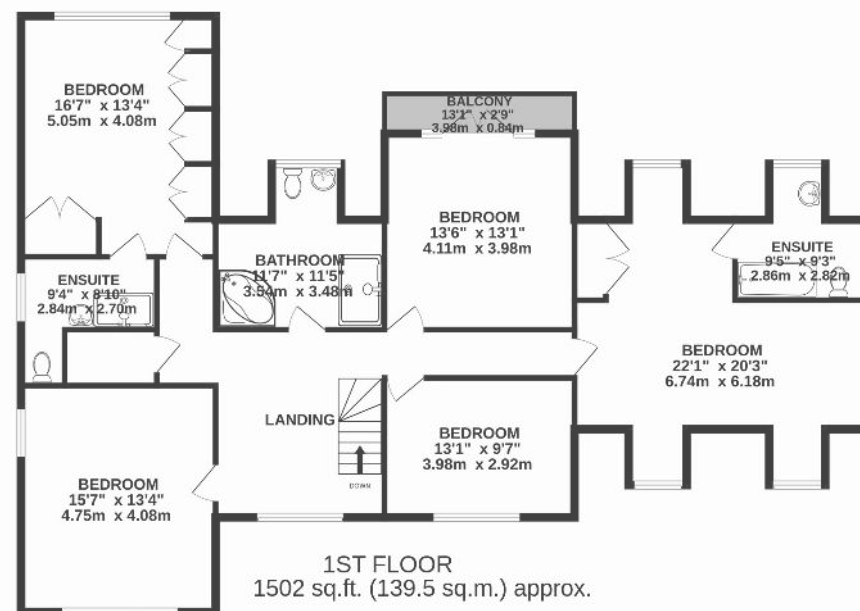 BEDROOM
16'7" x 13'4"
5.05m x 4.08m
BALCONY
13'1" x 2'9"
3.98m x 0.84m
BEDROOM
13'6" x 13'1"
4.11m x 3.98m
BATHROOM
11'7" x 11'5"
3.54m x 3.48m
ENSUITE
9'5" x 9'3"
2.86m x 2.82m
ENSUITE
9'4" x 8'10"
2.84m x 2.70m
BEDROOM
22'1" x 20'3"
6.74m x 6.18m
LANDING
BEDROOM
13'1" x 9'7"
3.98m x 2.92m
DOWN
BEDROOM
15'7" x 13'4"
4.75m x 4.08m
1ST FLOOR
1502 sq.ft. (139.5 sq.m.) approx.